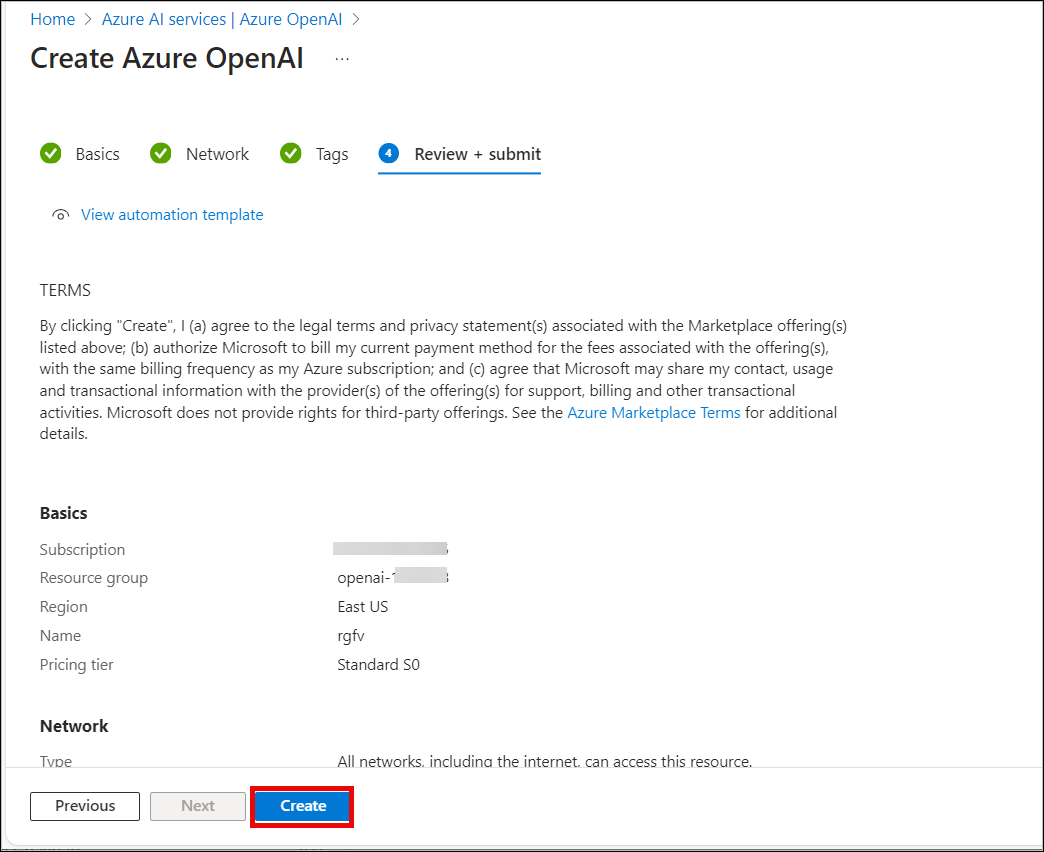 Home > Azure AI services | Azure OpenAI >
Create Azure OpenAI ...
Basics Network Tags 4 Review + submit
View automation template
TERMS
By clicking "Create", I (a) agree to the legal terms and privacy statement(s) associated with the Marketplace offering(s)
listed above; (b) authorize Microsoft to bill my current payment method for the fees associated with the offering(s),
with the same billing frequency as my Azure subscription; and (c) agree that Microsoft may share my contact, usage
and transactional information with the provider(s) of the offering(s) for support, billing and other transactional
activities. Microsoft does not provide rights for third-party offerings. See the Azure Marketplace Terms for additional
details.
Basics
Subscription
Resource group openai-
Region East US
Name rgfv
Pricing tier Standard S0
Network
Type All networks, including the internet, can access this resource.
Previous Next Create